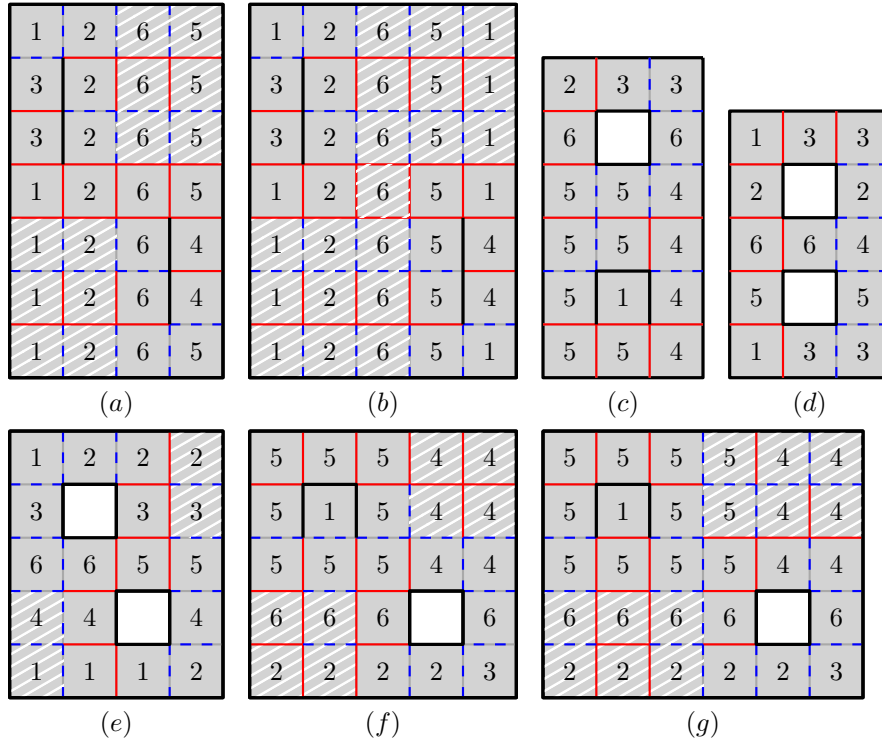 1 2 6 5
3 2 6 5
3 2 6 5
1 2 6 5
1 2 6 4
1 2 6 4
1 2 6 5
(a)
1 2 6 5 1
3 2 6 5 1
3 2 6 5 1
1 2 6 5 1
1 2 6 5 4
1 2 6 5 4
1 2 6 5 1
(b)
2 3 3
6 6
5 5 4
5 5 4
5 1 4
5 5 4
(c)
1 3 3
2 2
6 6 4
5 5
1 3 3
(d)
1 2 2 2
3 3 3
6 6 5 5
4 4 4
1 1 1 2
(e)
5 5 5 4 4
5 1 5 4 4
5 5 5 4 4
6 6 6 6
2 2 2 2 3
(f)
5 5 5 5 4 4
5 1 5 5 4 4
5 5 5 5 4 4
6 6 6 6 6
2 2 2 2 2 3
(g)